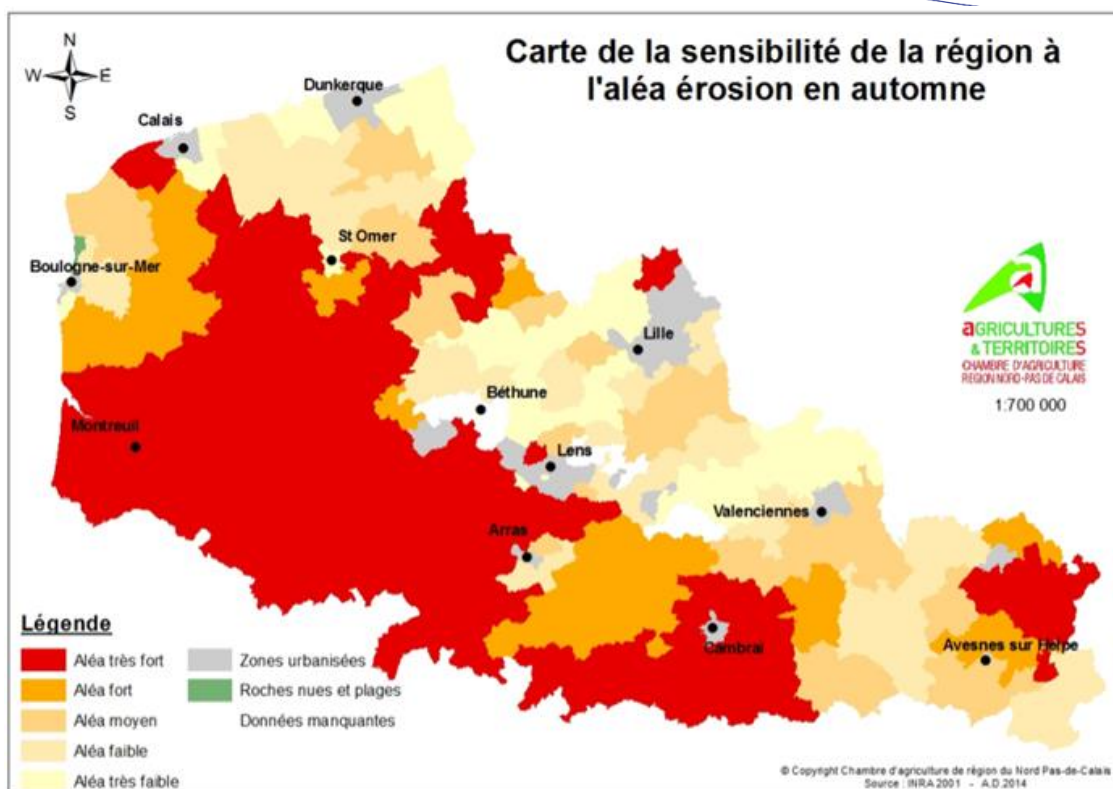 Carte de la sensibilité de la région à
l'aléa érosion en automne
N
W
É
S
Dunkerque
Calais
St Omer
Boulogne-sur-Mer
Lille
AGRICULTURES
& TERRITOIRES
CHAMBRE D'AGRICULTURE
REGION NORD-PAS DE CALAIS
1:700 000
Béthune
Montreuil
Lens
Valenciennes
Arras
Cambrai
Avesnes sur Helpe
Légende
Aléa très fort
Aléa fort
Aléa moyen
Aléa faible
Aléa très faible
Zones urbanisées
Roches nues et plages
Données manquantes
© Copyright Chambre d'agriculture de région du Nord Pas-de-Calais
Source : INRA 2001 - A.D.2014